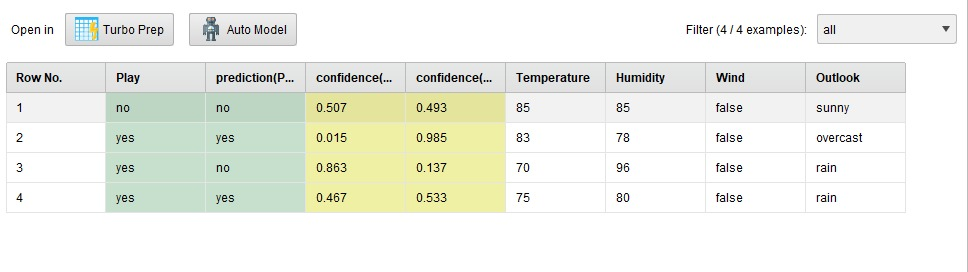 Open in Turbo Prep Auto Model Filter (4 / 4 examples): all
Row No. Play prediction(P... confidence(... confidence(... Temperature Humidity Wind Outlook
1 no no 0.507 0.493 85 85 false sunny
2 yes yes 0.015 0.985 83 78 false overcast
3 yes no 0.863 0.137 70 96 false rain
4 yes yes 0.467 0.533 75 80 false rain